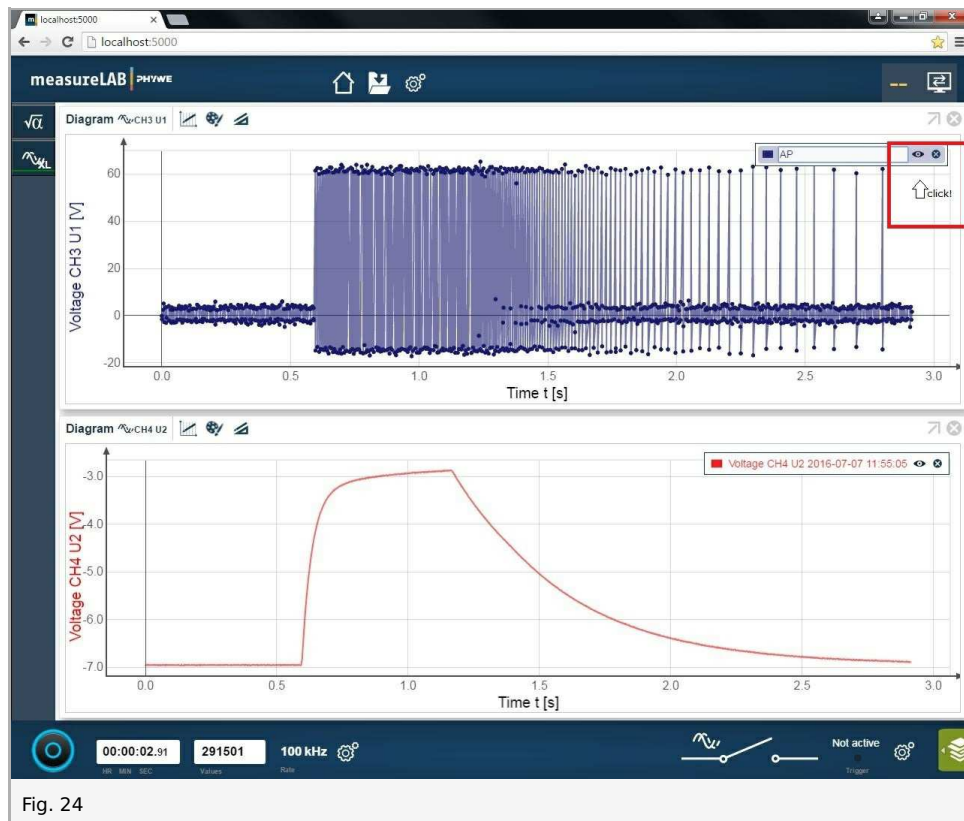 localhost:5000
localhost:5000
measureLAB PHYWE
--
√α
Diagram CH3 U1
AP
click!
Voltage CH3 U1 [V]
60
40
20
0
-20
0.0 0.5 1.0 1.5 2.0 2.5 3.0
Time t [s]
Diagram CH4 U2
Voltage CH4 U2 2016-07-07 11:55:05
Voltage CH4 U2 [V]
-3.0
-4.0
-5.0
-6.0
-7.0
0.0 0.5 1.0 1.5 2.0 2.5 3.0
Time t [s]
00:00:02.91 291501 100 kHz Not active
HR MIN SEC Values Rate Trigger
Fig. 24